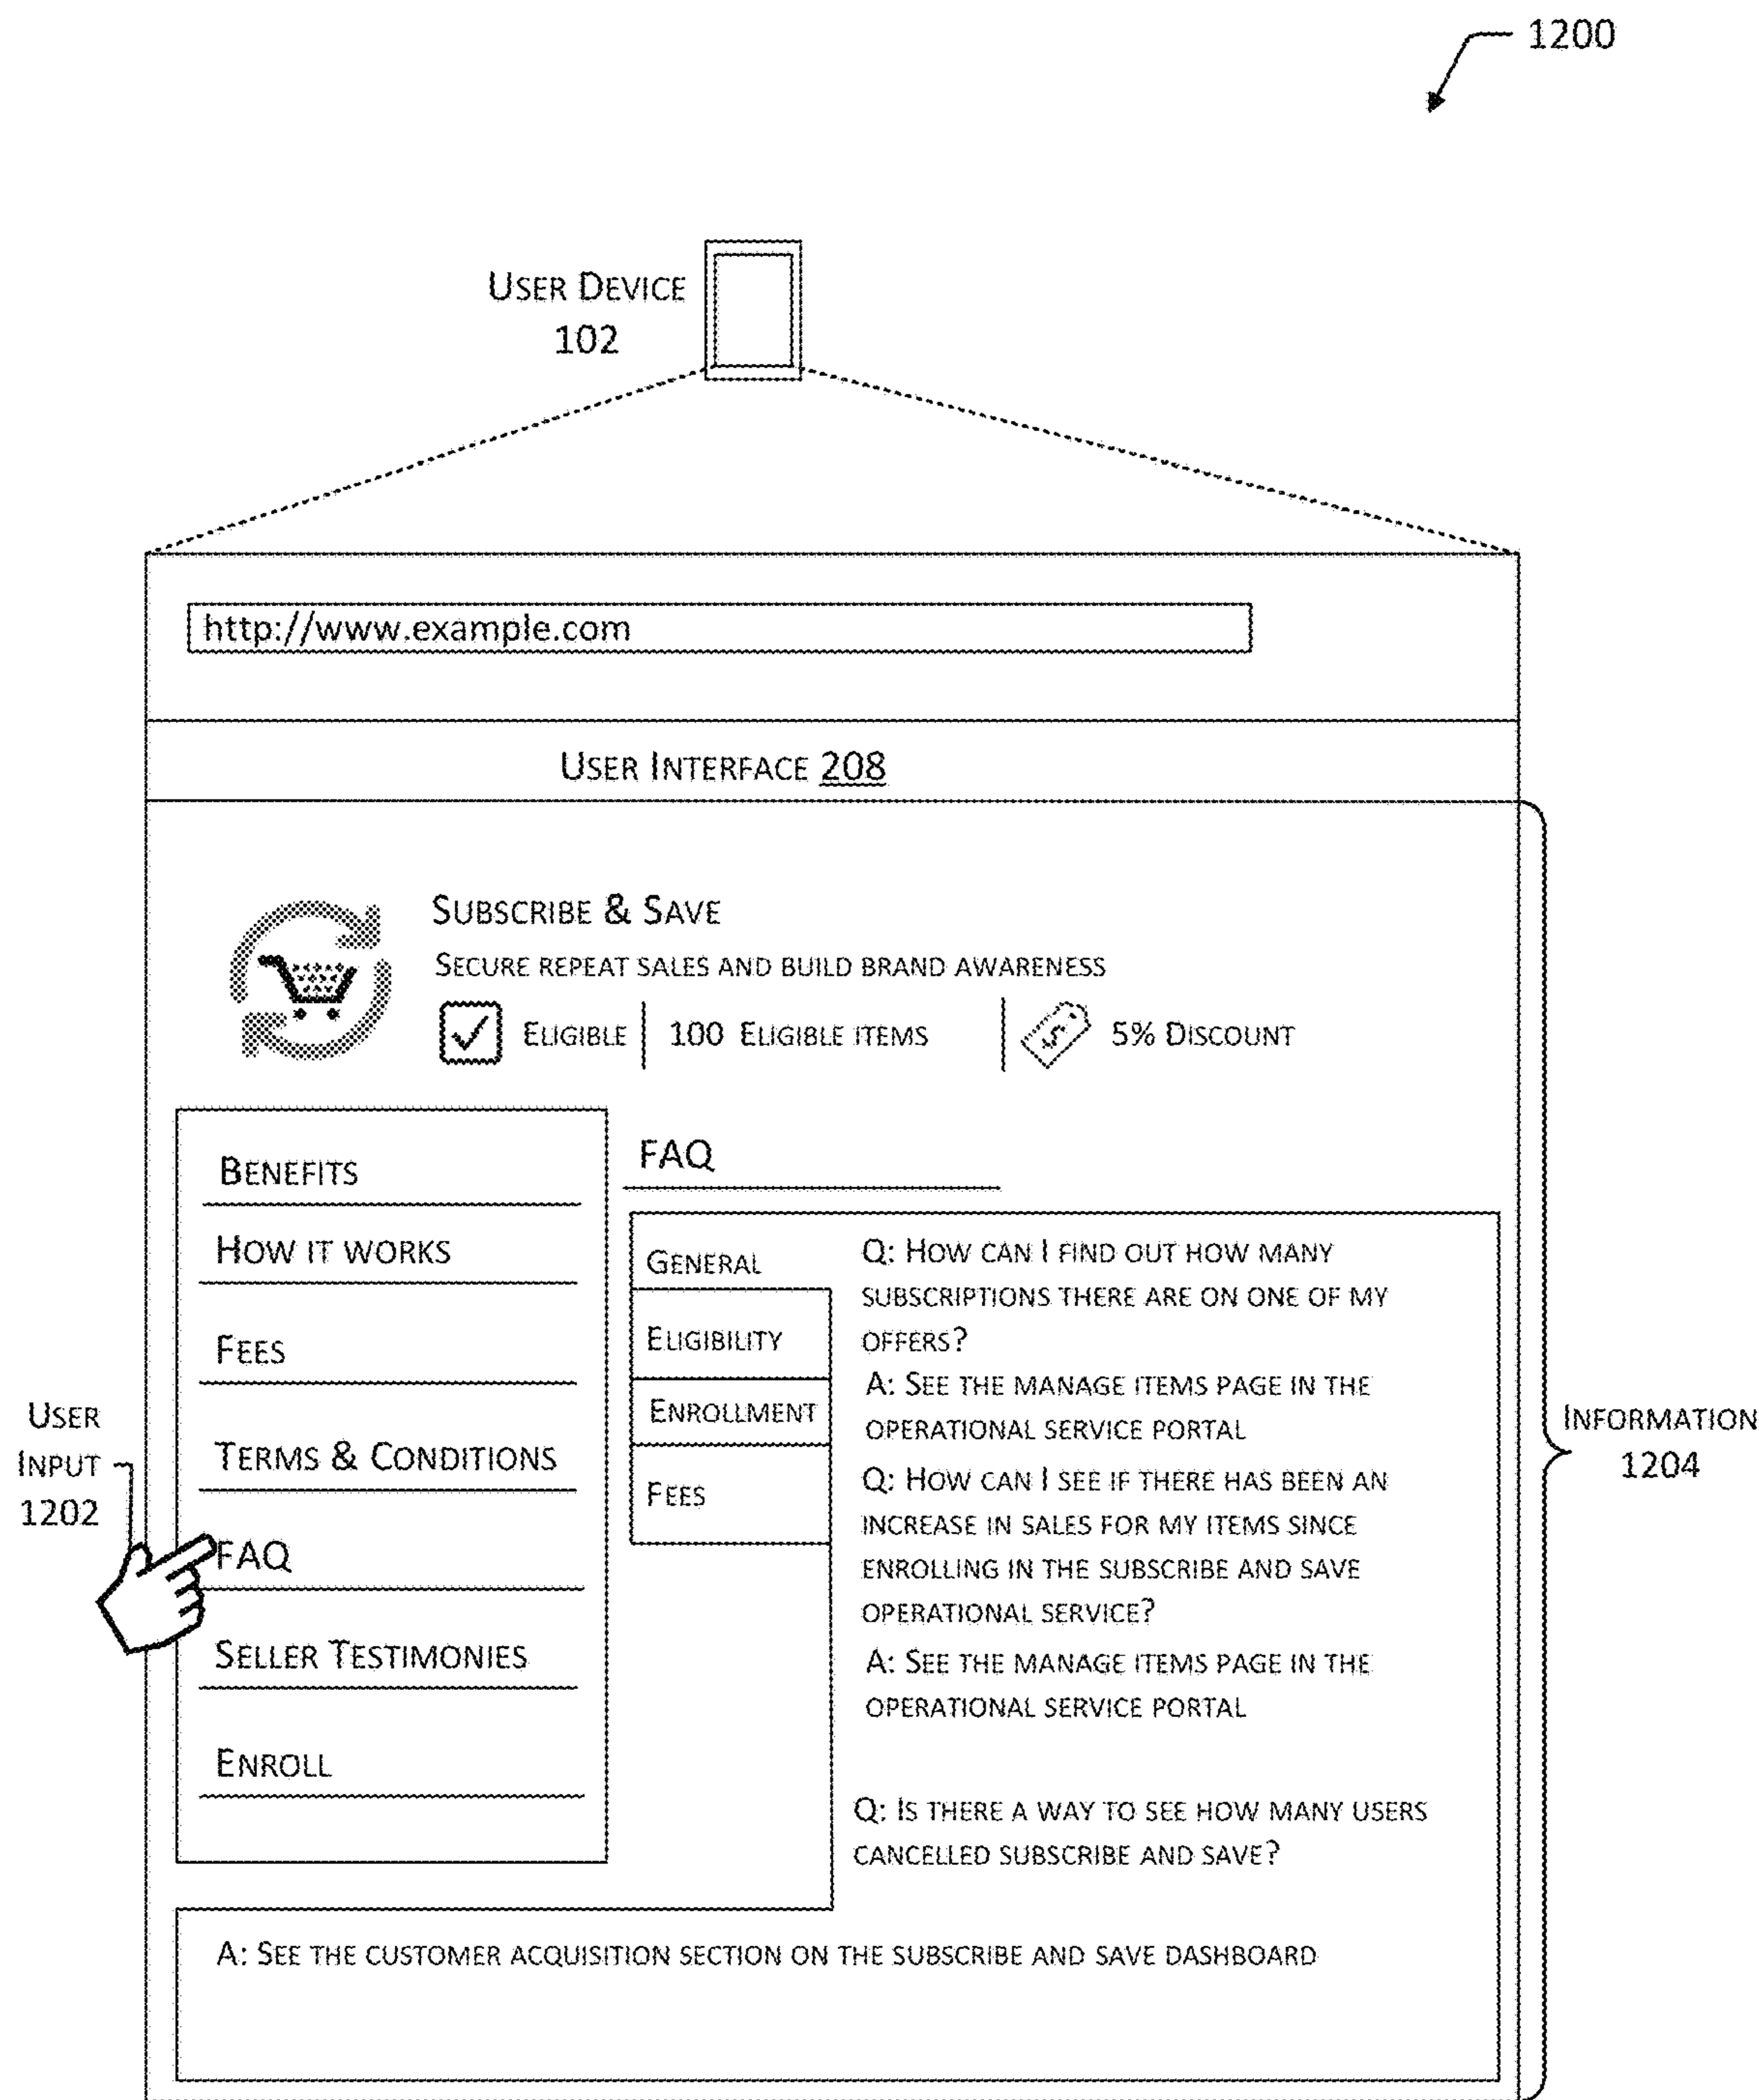 1200
USER DEVICE
102
http://www.example.com
USER INTERFACE 208
SUBSCRIBE & SAVE
SECURE REPEAT SALES AND BUILD BRAND AWARENESS
ELIGIBLE
100 ELIGIBLE ITEMS
$
5% DISCOUNT
BENEFITS
HOW IT WORKS
FEES
TERMS & CONDITIONS
FAQ
SELLER TESTIMONIES
ENROLL
USER
INPUT
1202
FAQ
GENERAL
ELIGIBILITY
ENROLLMENT
FEES
Q: HOW CAN I FIND OUT HOW MANY
SUBSCRIPTIONS THERE ARE ON ONE OF MY
OFFERS?
A: SEE THE MANAGE ITEMS PAGE IN THE
OPERATIONAL SERVICE PORTAL
Q: HOW CAN I SEE IF THERE HAS BEEN AN
INCREASE IN SALES FOR MY ITEMS SINCE
ENROLLING IN THE SUBSCRIBE AND SAVE
OPERATIONAL SERVICE?
A: SEE THE MANAGE ITEMS PAGE IN THE
OPERATIONAL SERVICE PORTAL
Q: IS THERE A WAY TO SEE HOW MANY USERS
CANCELLED SUBSCRIBE AND SAVE?
A: SEE THE CUSTOMER ACQUISITION SECTION ON THE SUBSCRIBE AND SAVE DASHBOARD
INFORMATION
1204